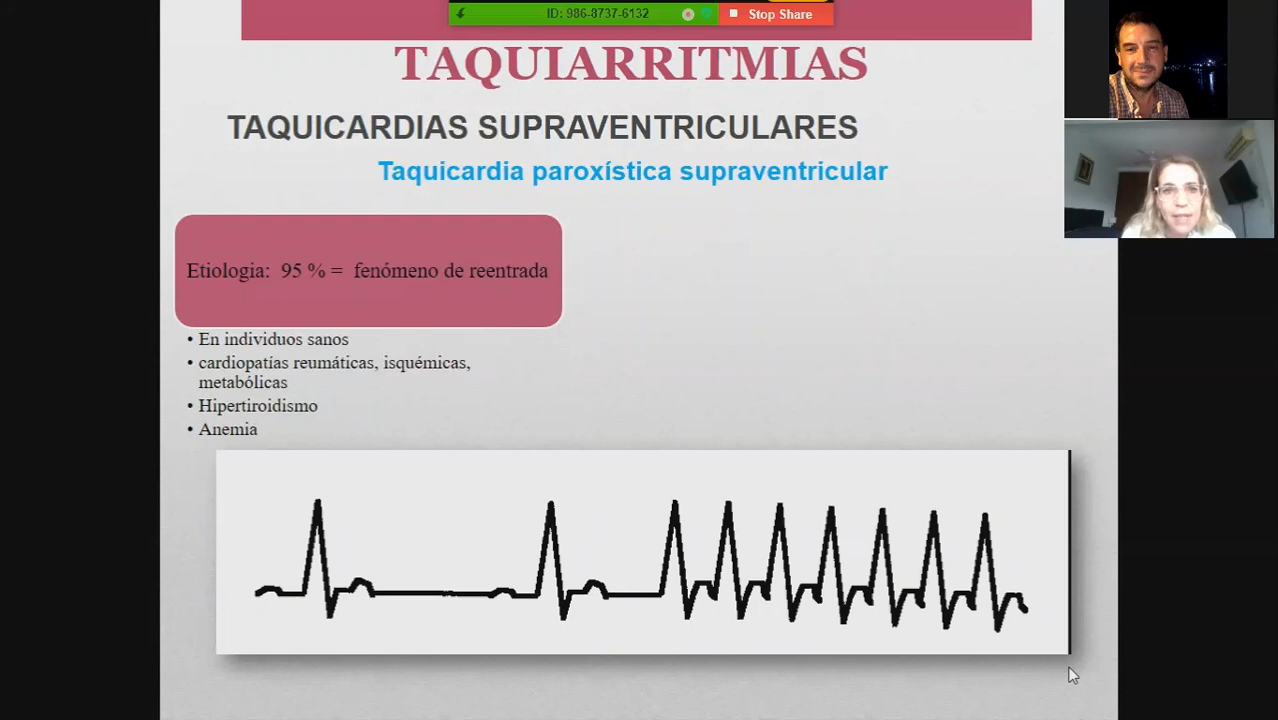 ID: 986-8737-6132
Stop Share
TAQUIARRITMIAS
TAQUICARDIAS SUPRAVENTRICULARES
Taquicardia paroxística supraventricular
Etiologia: 95 % = fenómeno de reentrada
• En individuos sanos
• cardiopatías reumáticas, isquémicas,
metabólicas
• Hipertiroidismo
• Anemia